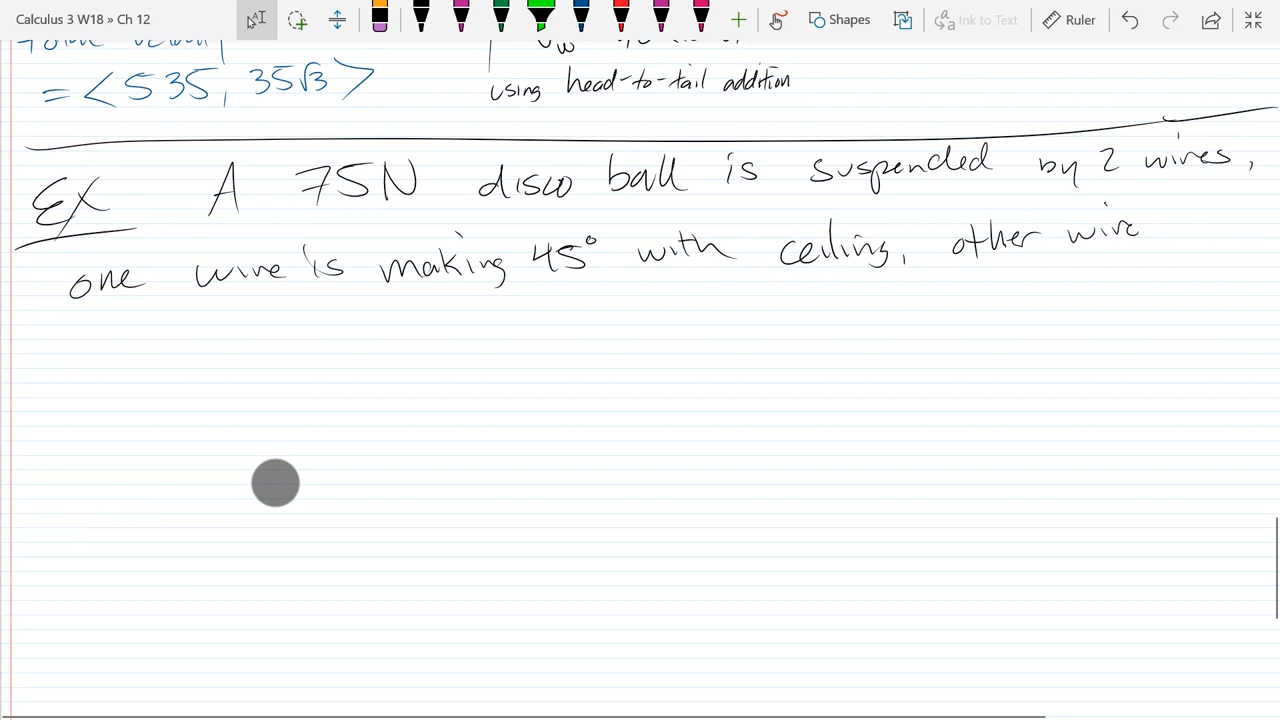 Calculus 3 W18 » Ch 12
Shapes
Ink to Text
Ruler
= <535, 35√3>
using head-to-tail addition
Ex A 75N disco ball is suspended by 2 wires,
one wire is making 45° with ceiling, other wire